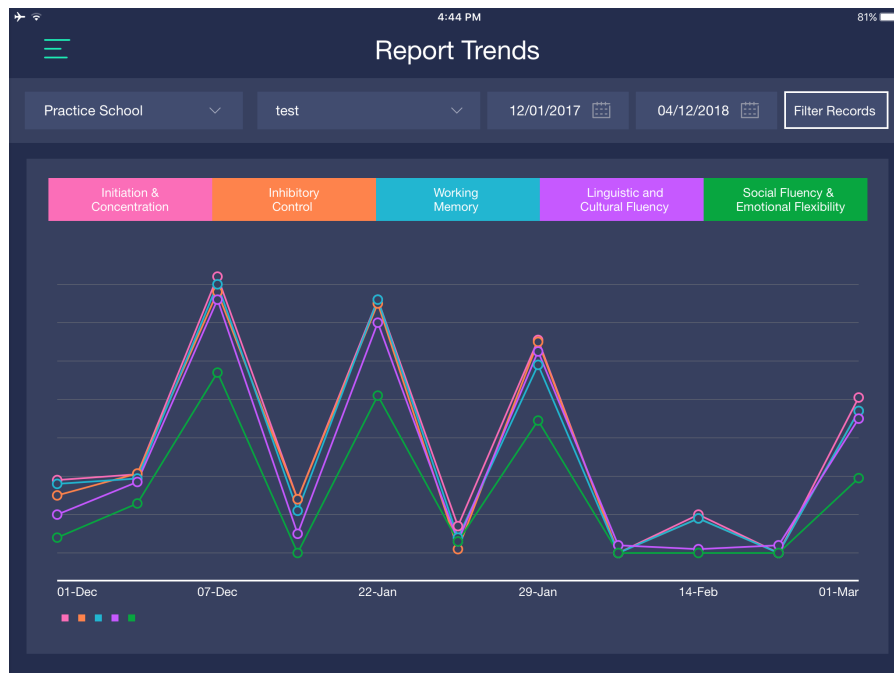 4:44 PM
81%
Report Trends
Practice School
test
12/01/2017
04/12/2018
Filter Records
Initiation &
Concentration
Inhibitory
Control
Working
Memory
Linguistic and
Cultural Fluency
Social Fluency &
Emotional Flexibility
01-Dec
07-Dec
22-Jan
29-Jan
14-Feb
01-Mar